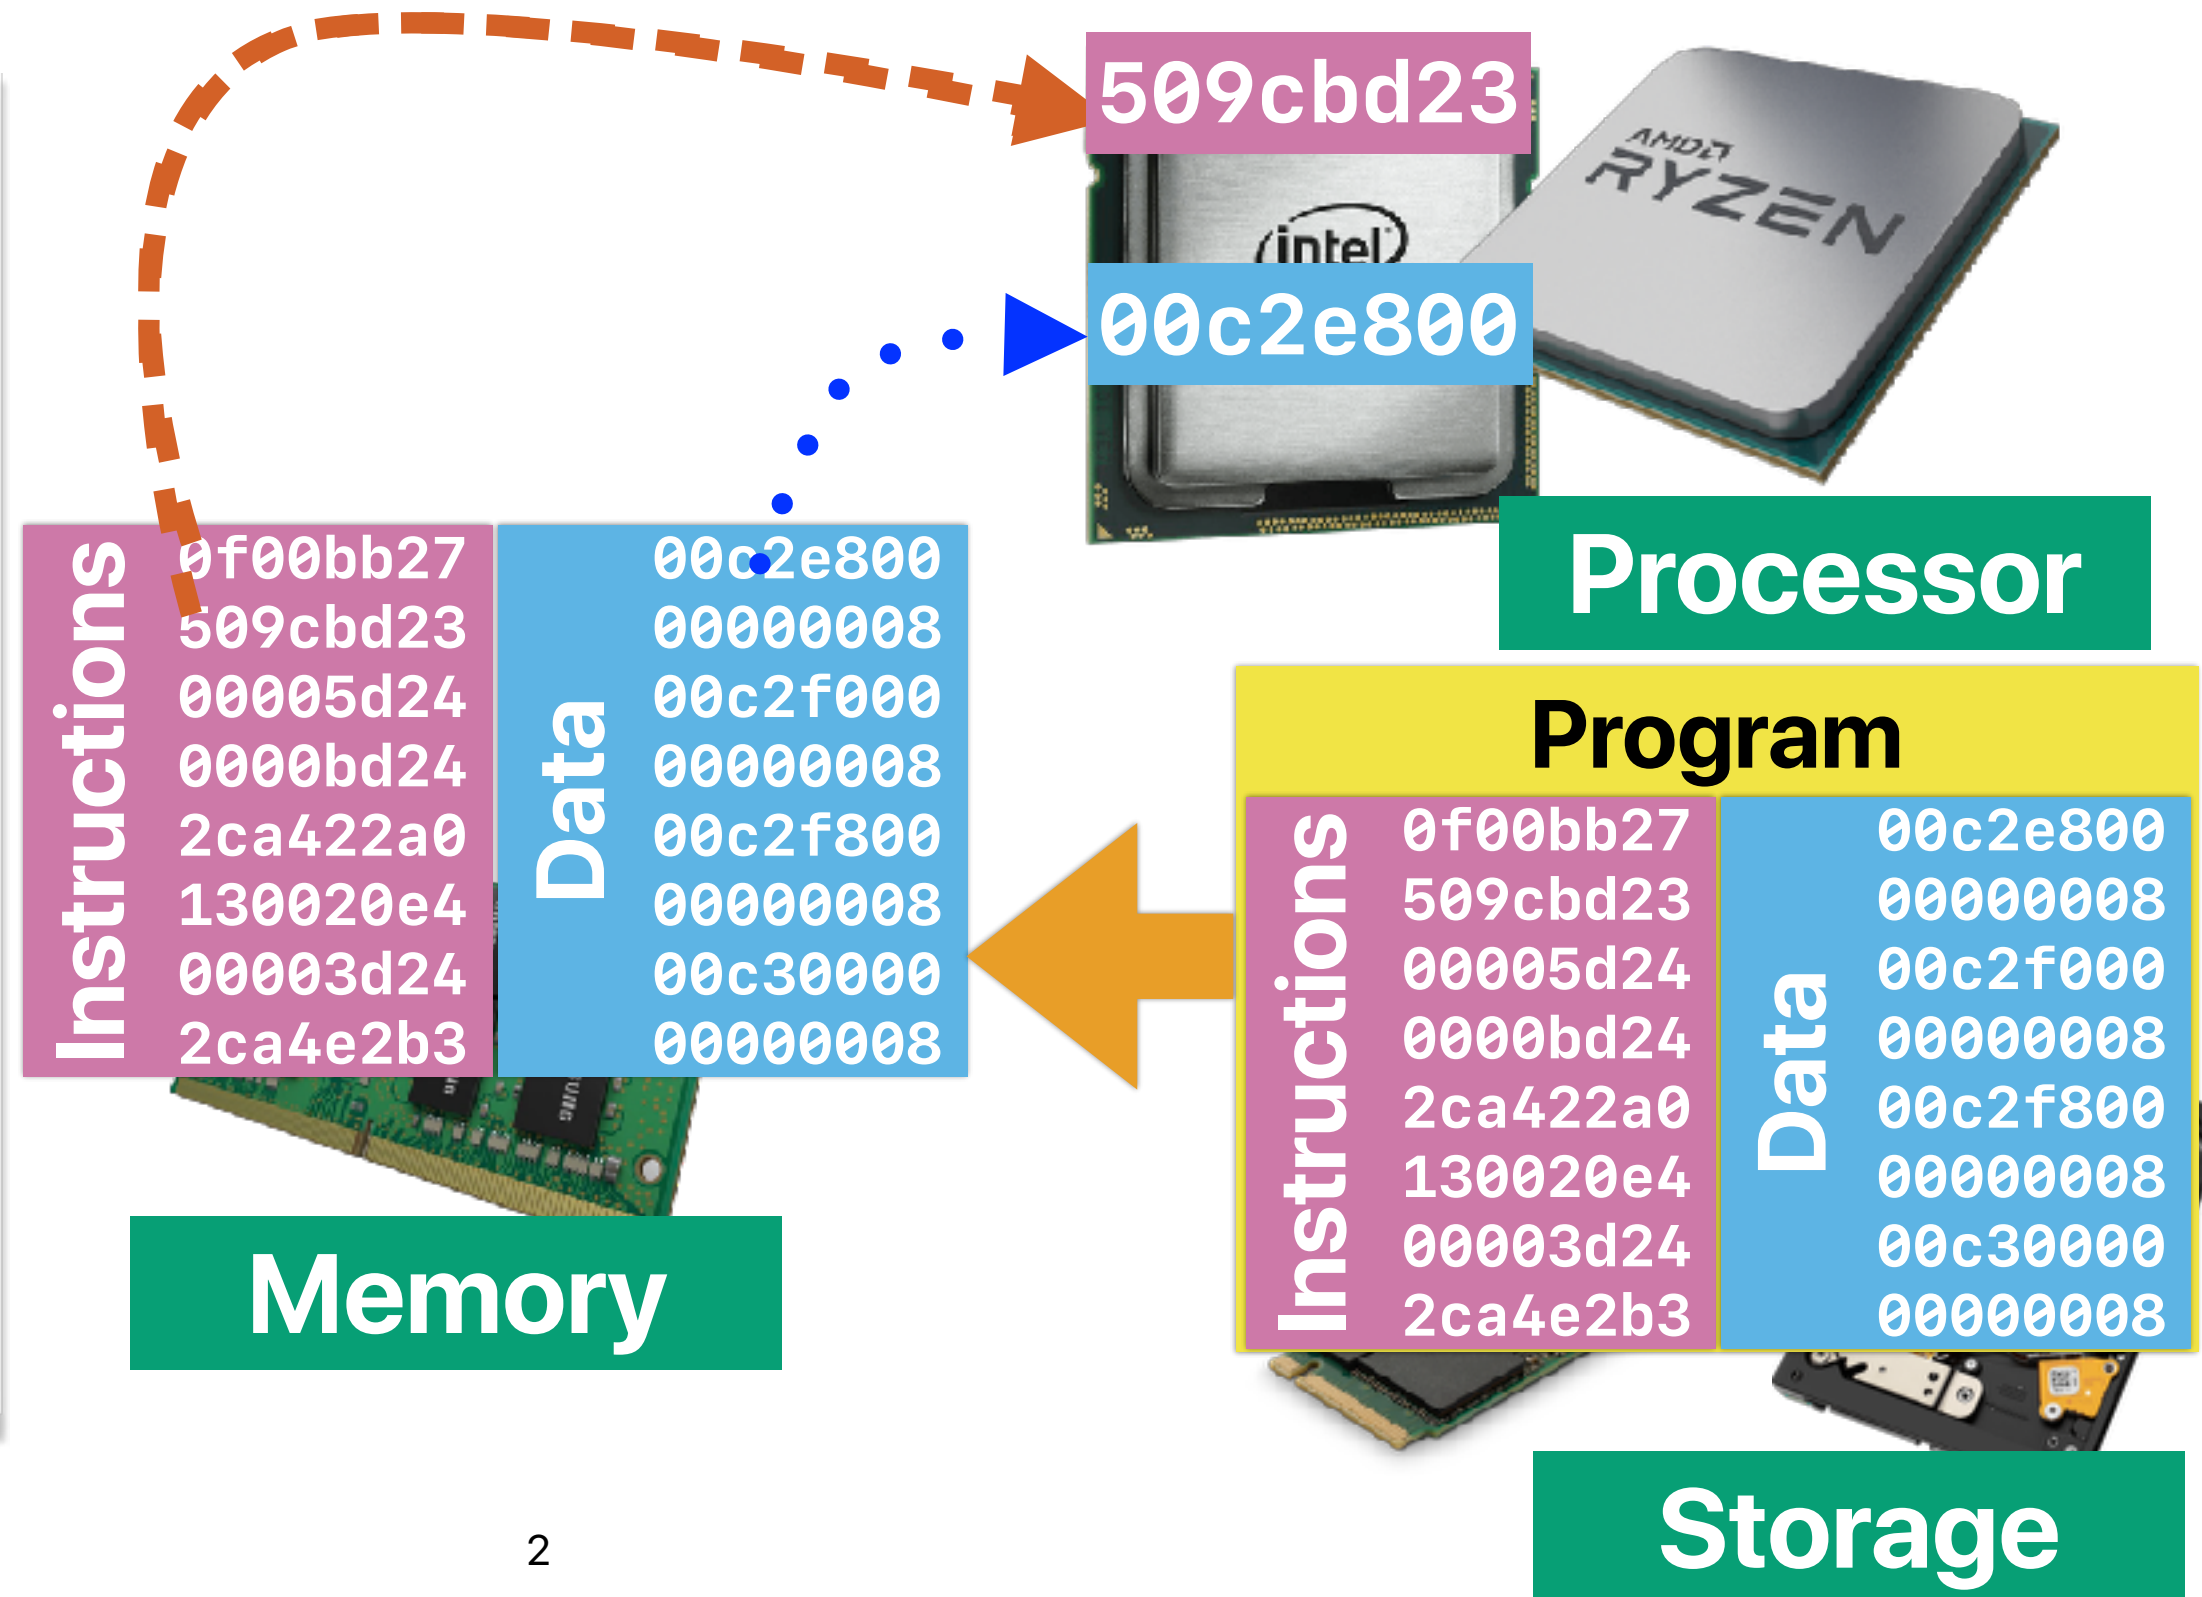 509cbd23
AMD
RYZEN
intel
00c2e800
Processor
Instructions
0f00bb27
509cbd23
00005d24
0000bd24
2ca422a0
130020e4
00003d24
2ca4e2b3
Data
00c2e800
00000008
00c2f000
00000008
00c2f800
00000008
00c30000
00000008
Memory
Program
Instructions
0f00bb27
509cbd23
00005d24
0000bd24
2ca422a0
130020e4
00003d24
2ca4e2b3
Data
00c2e800
00000008
00c2f000
00000008
00c2f800
00000008
00c30000
00000008
Storage
2